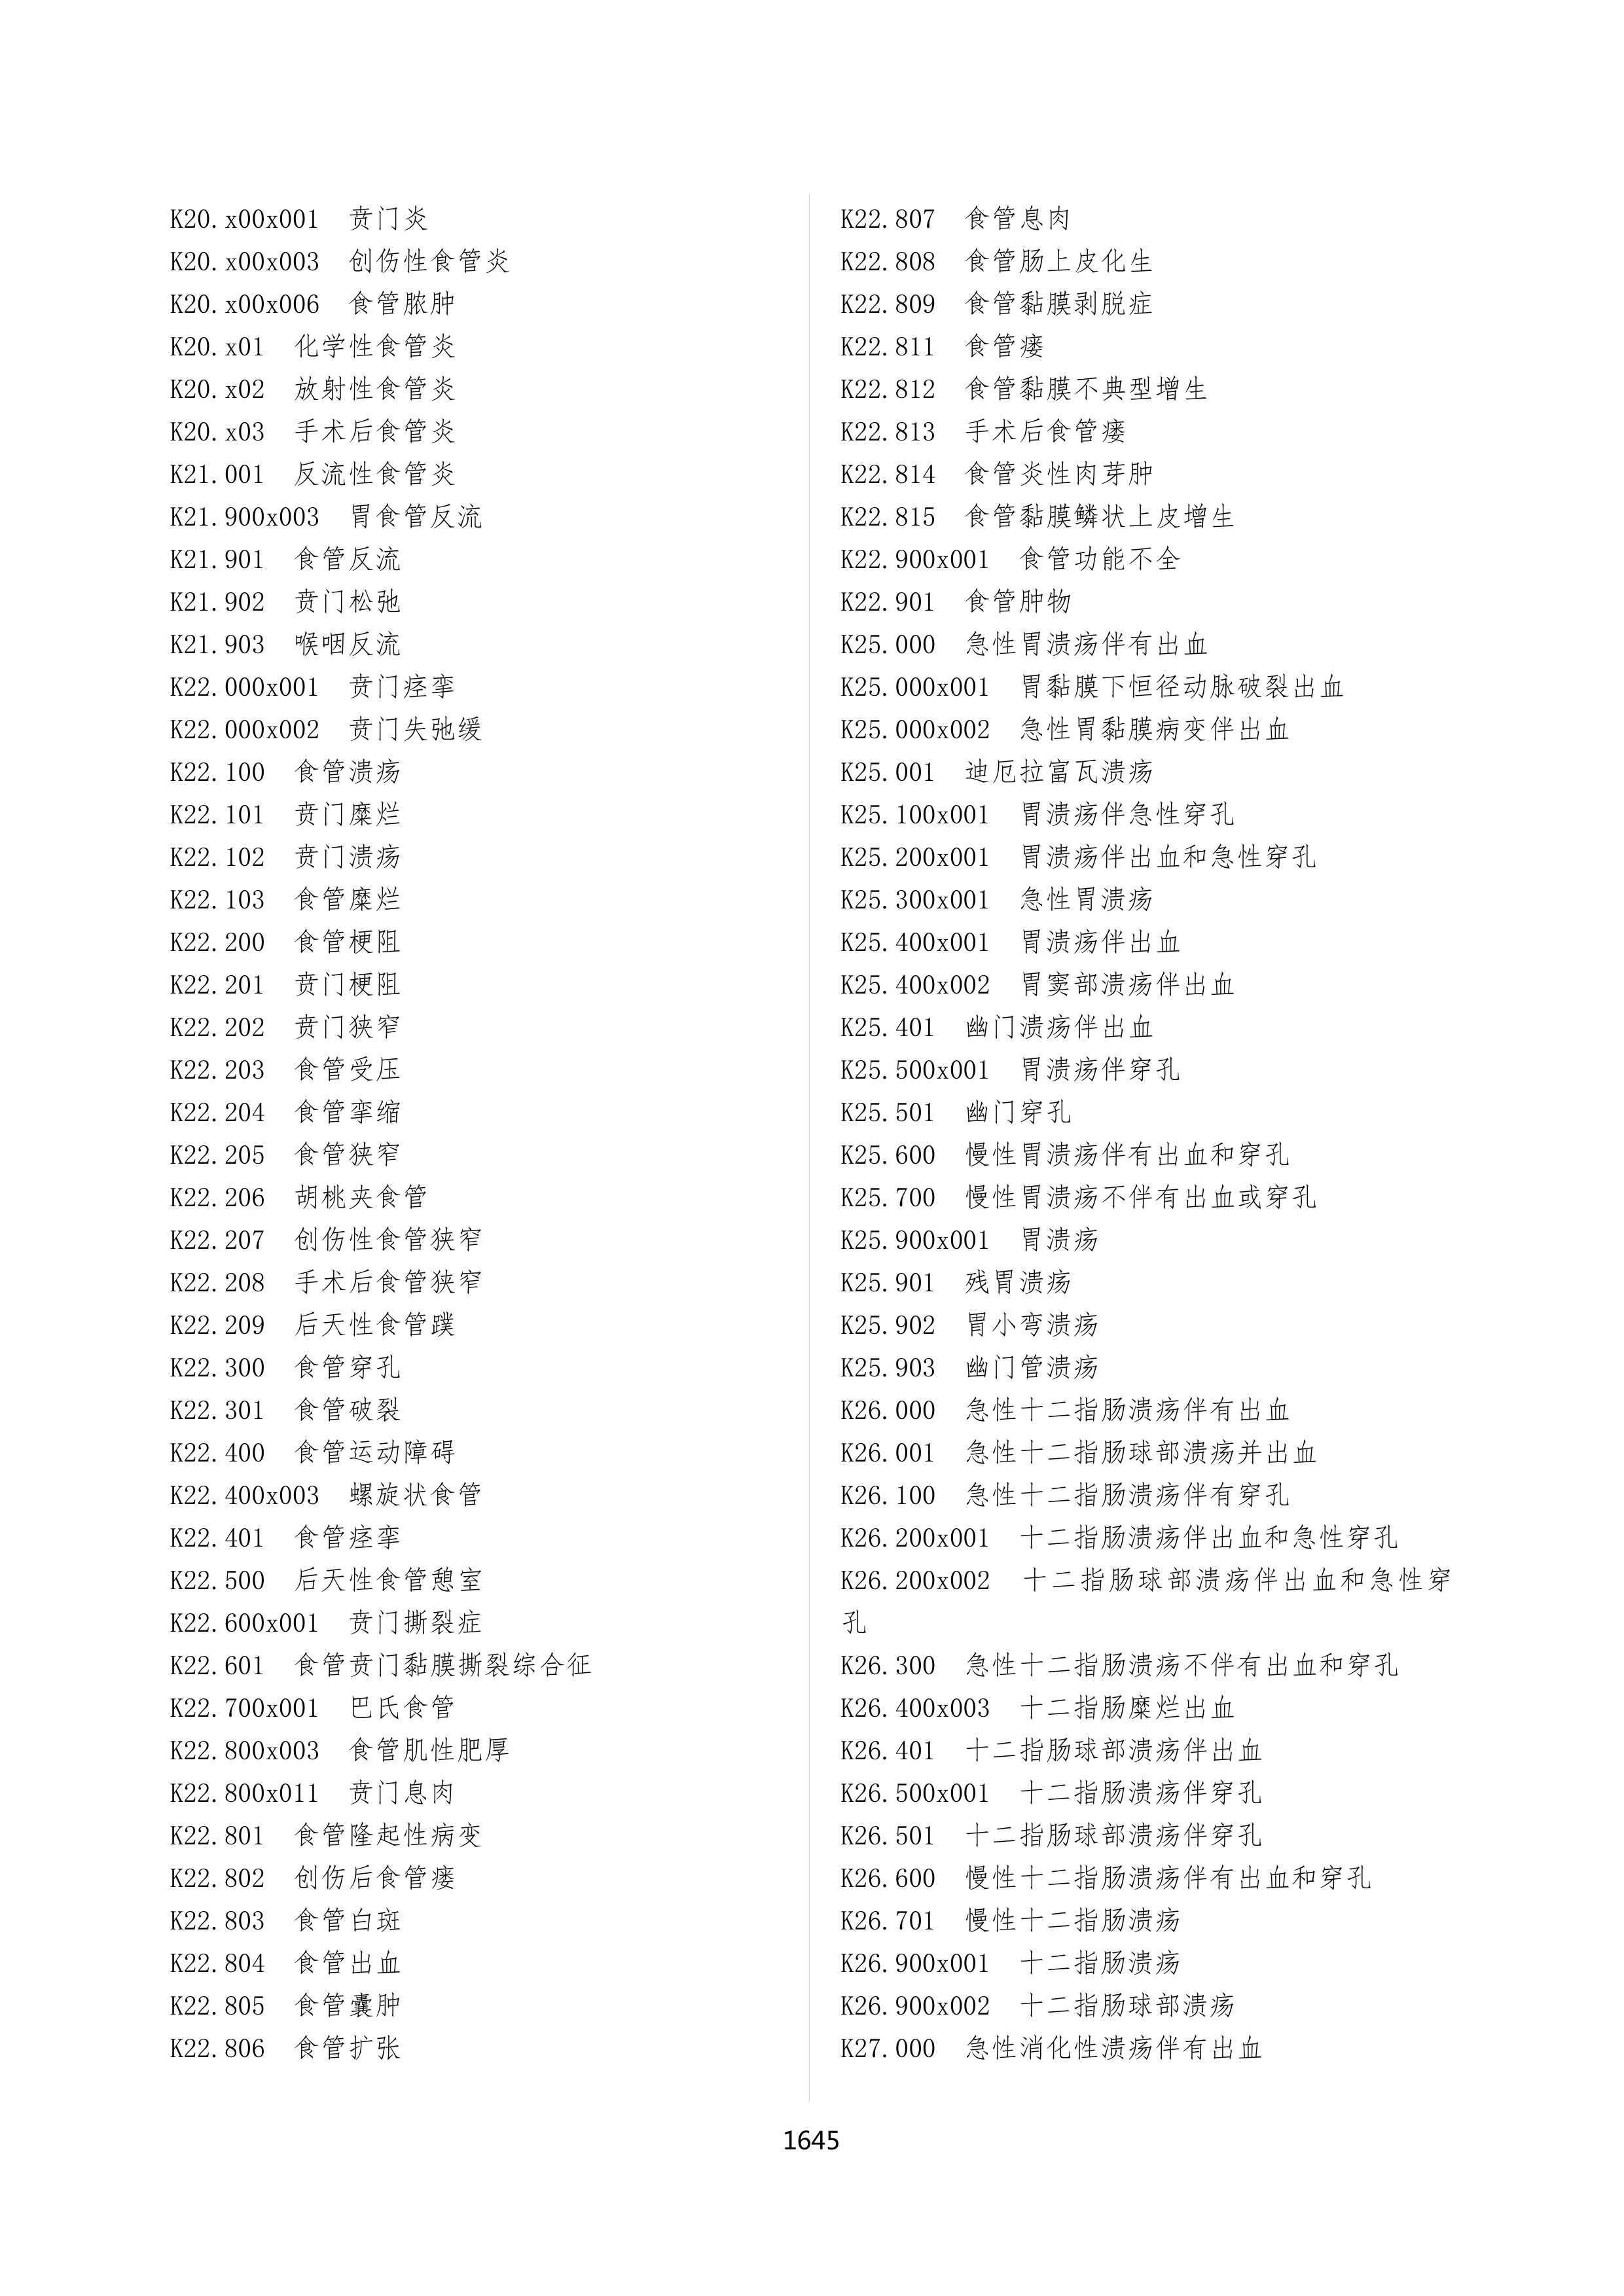 K20.x00x001 贲门炎
K20.x00x003 创伤性食管炎
K20.x00x006 食管脓肿
K20.x01 化学性食管炎
K20.x02 放射性食管炎
K20.x03 手术后食管炎
K21.001 反流性食管炎
K21.900x003 胃食管反流
K21.901 食管反流
K21.902 贲门松弛
K21.903 喉咽反流
K22.000x001 贲门痉挛
K22.000x002 贲门失弛缓
K22.100 食管溃疡
K22.101 贲门糜烂
K22.102 贲门溃疡
K22.103 食管糜烂
K22.200 食管梗阻
K22.201 贲门梗阻
K22.202 贲门狭窄
K22.203 食管受压
K22.204 食管挛缩
K22.205 食管狭窄
K22.206 胡桃夹食管
K22.207 创伤性食管狭窄
K22.208 手术后食管狭窄
K22.209 后天性食管蹼
K22.300 食管穿孔
K22.301 食管破裂
K22.400 食管运动障碍
K22.400x003 螺旋状食管
K22.401 食管痉挛
K22.500 后天性食管憩室
K22.600x001 贲门撕裂症
K22.601 食管贲门黏膜撕裂综合征
K22.700x001 巴氏食管
K22.800x003 食管肌性肥厚
K22.800x011 贲门息肉
K22.801 食管隆起性病变
K22.802 创伤后食管瘘
K22.803 食管白斑
K22.804 食管出血
K22.805 食管囊肿
K22.806 食管扩张
K22.807 食管息肉
K22.808 食管肠上皮化生
K22.809 食管黏膜剥脱症
K22.811 食管瘘
K22.812 食管黏膜不典型增生
K22.813 手术后食管瘘
K22.814 食管炎性肉芽肿
K22.815 食管黏膜鳞状上皮增生
K22.900x001 食管功能不全
K22.901 食管肿物
K25.000 急性胃溃疡伴有出血
K25.000x001 胃黏膜下恒径动脉破裂出血
K25.000x002 急性胃黏膜病变伴出血
K25.001 迪厄拉富瓦溃疡
K25.100x001 胃溃疡伴急性穿孔
K25.200x001 胃溃疡伴出血和急性穿孔
K25.300x001 急性胃溃疡
K25.400x001 胃溃疡伴出血
K25.400x002 胃窦部溃疡伴出血
K25.401 幽门溃疡伴出血
K25.500x001 胃溃疡伴穿孔
K25.501 幽门穿孔
K25.600 慢性胃溃疡伴有出血和穿孔
K25.700 慢性胃溃疡不伴有出血或穿孔
K25.900x001 胃溃疡
K25.901 残胃溃疡
K25.902 胃小弯溃疡
K25.903 幽门管溃疡
K26.000 急性十二指肠溃疡伴有出血
K26.001 急性十二指肠球部溃疡并出血
K26.100 急性十二指肠溃疡伴有穿孔
K26.200x001 十二指肠溃疡伴出血和急性穿孔
K26.200x002 十二指肠球部溃疡伴出血和急性穿
孔
K26.300 急性十二指肠溃疡不伴有出血和穿孔
K26.400x003 十二指肠糜烂出血
K26.401 十二指肠球部溃疡伴出血
K26.500x001 十二指肠溃疡伴穿孔
K26.501 十二指肠球部溃疡伴穿孔
K26.600 慢性十二指肠溃疡伴有出血和穿孔
K26.701 慢性十二指肠溃疡
K26.900x001 十二指肠溃疡
K26.900x002 十二指肠球部溃疡
K27.000 急性消化性溃疡伴有出血
1645